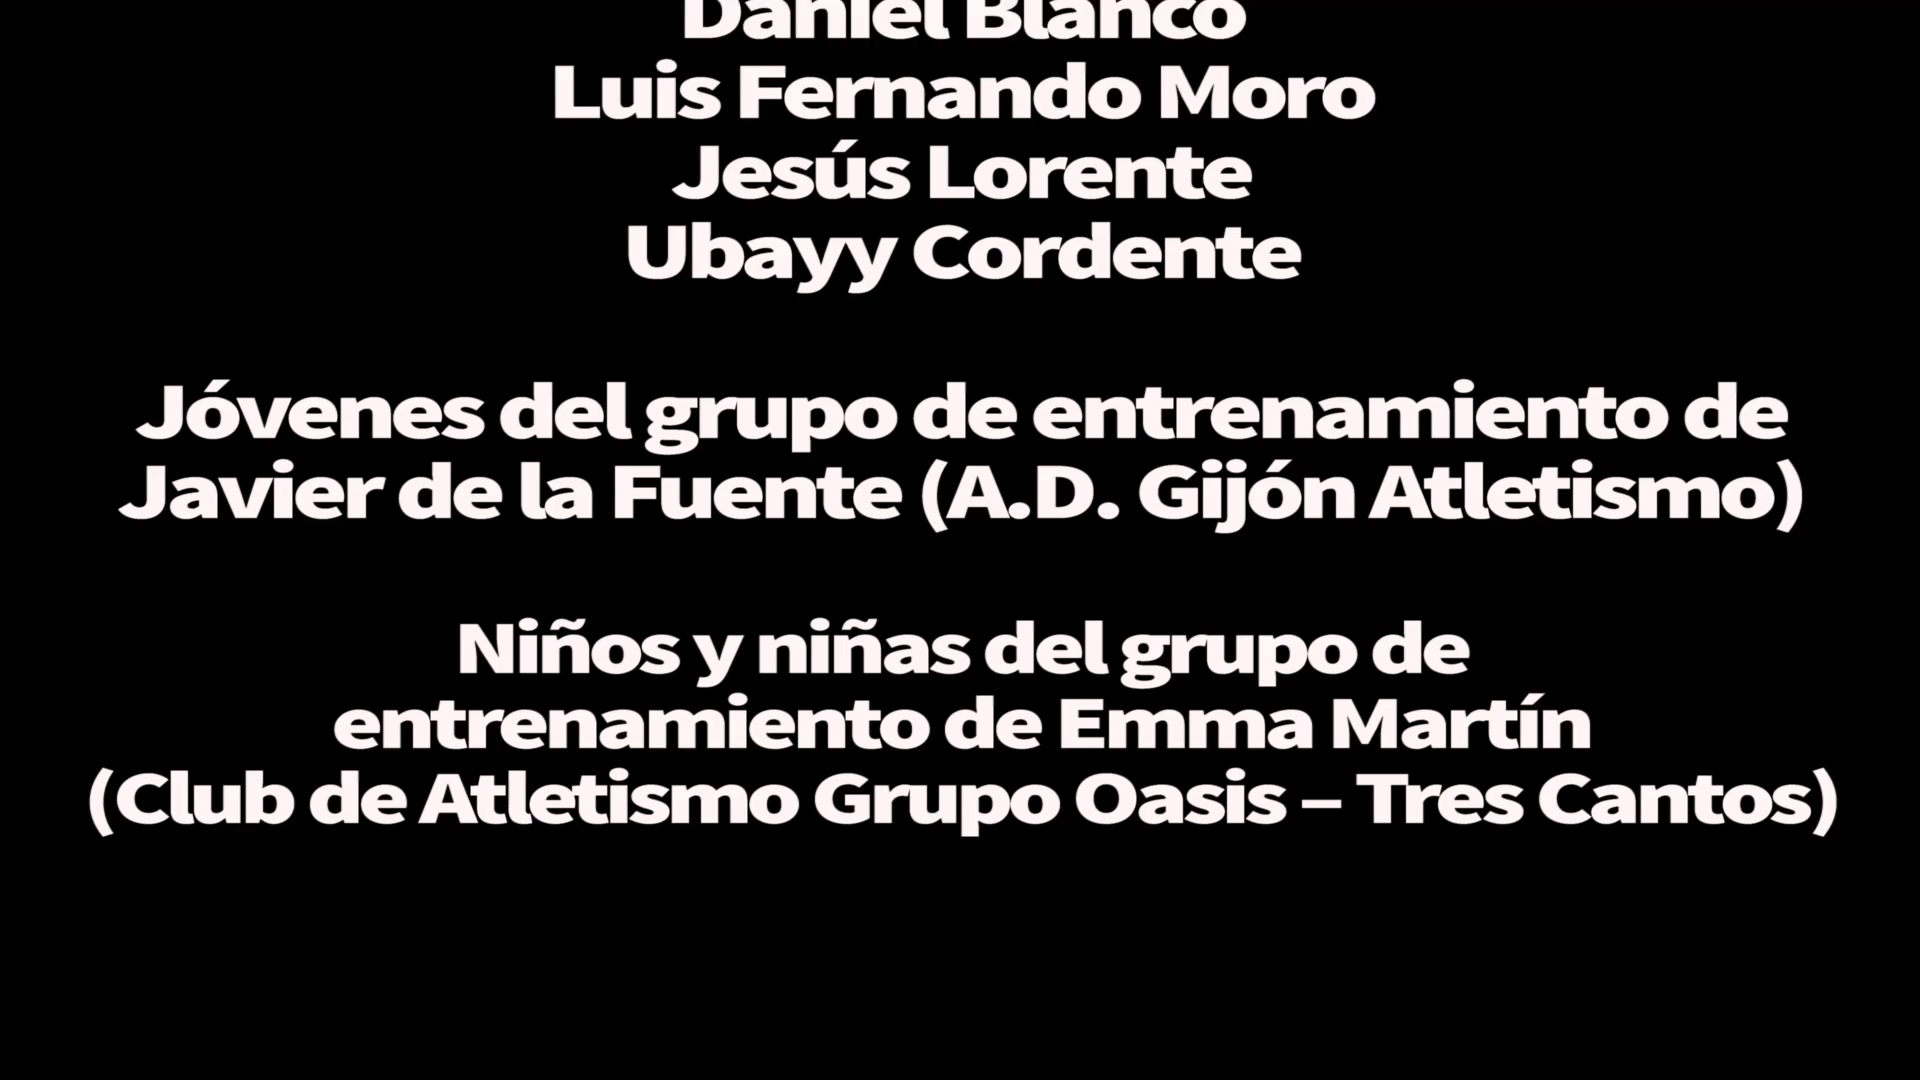 Daniel Blanco
Luis Fernando Moro
Jesús Lorente
Ubayy Cordente
Jóvenes del grupo de entrenamiento de
Javier de la Fuente (A.D. Gijón Atletismo)
Niños y niñas del grupo de
entrenamiento de Emma Martín
(Club de Atletismo Grupo Oasis – Tres Cantos)